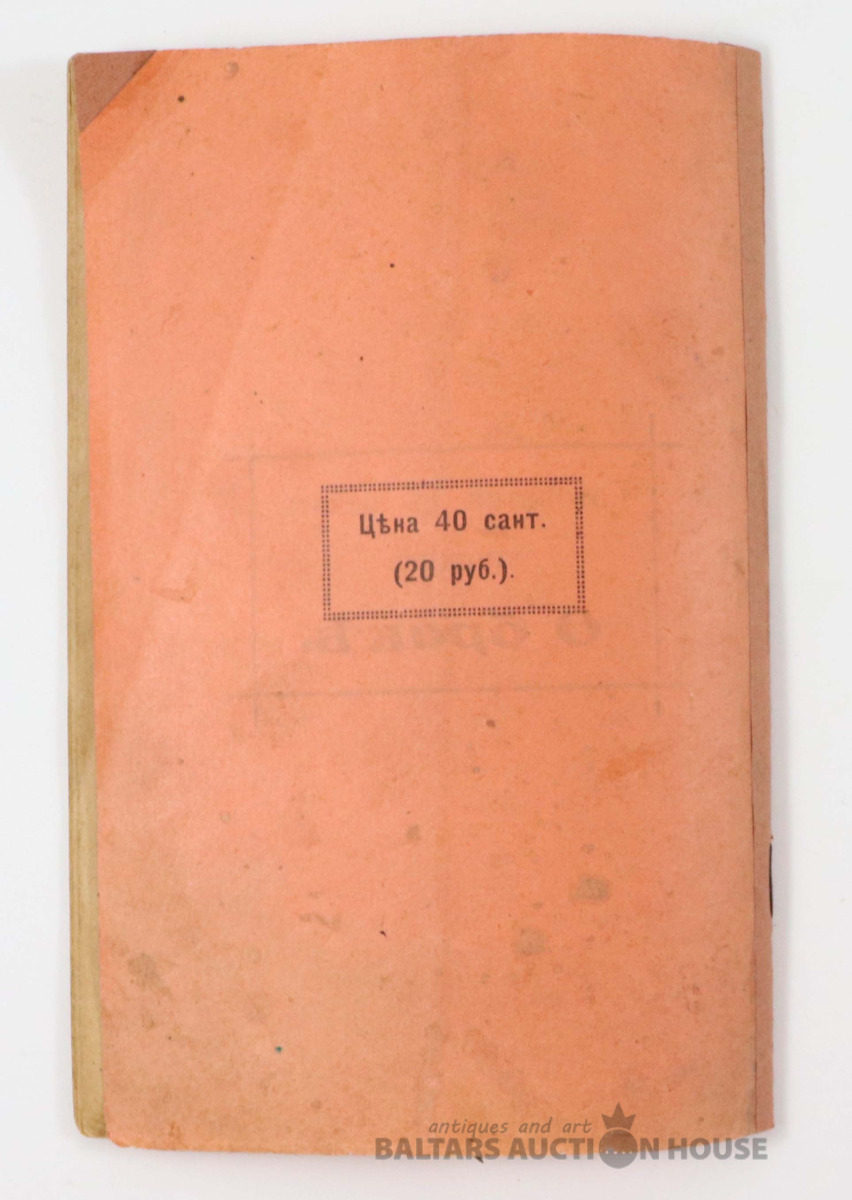 Цѣна 40 сант.
(20 руб.).
antiques and art
BALTARS AUCTION HOUSE